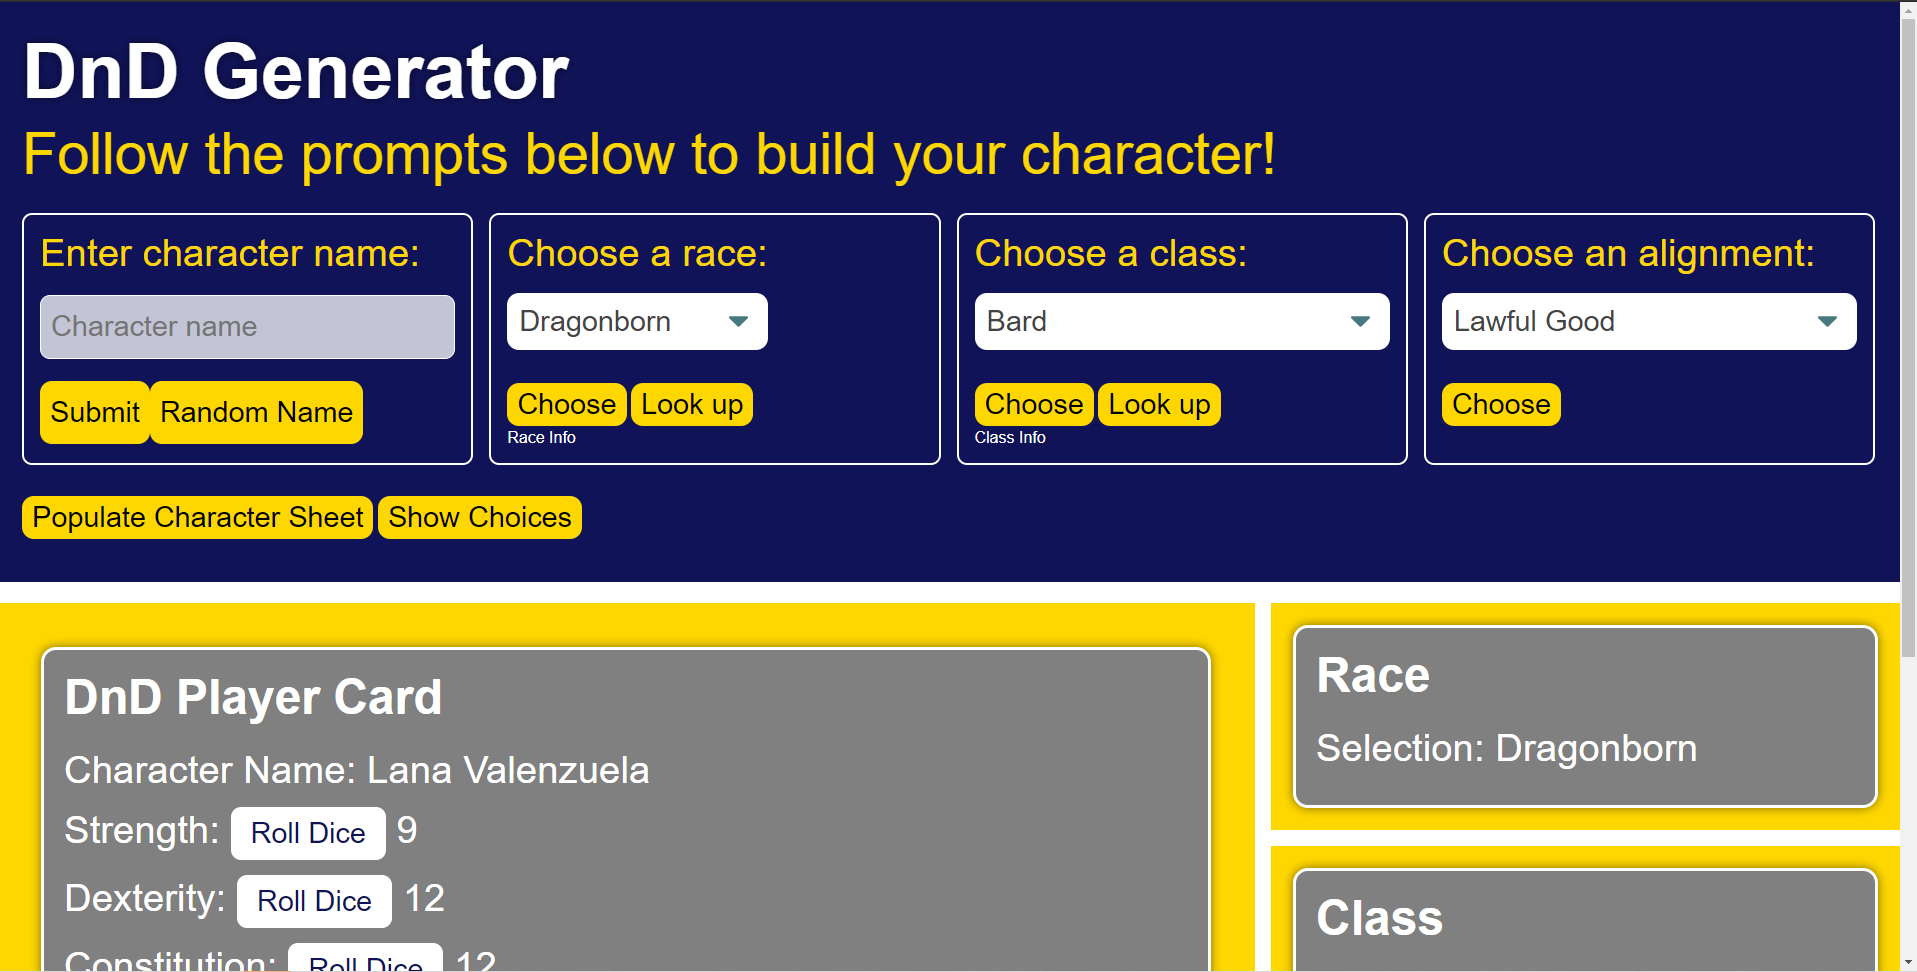 DnD Generator
Follow the prompts below to build your character!
Enter character name:
Character name
Submit Random Name
Choose a race:
Dragonborn
Choose Look up
Race Info
Choose a class:
Bard
Choose Look up
Class Info
Choose an alignment:
Lawful Good
Choose
Populate Character Sheet Show Choices
DnD Player Card
Character Name: Lana Valenzuela
Strength: Roll Dice 9
Dexterity: Roll Dice 12
Constitution: Roll Dice 12
Race
Selection: Dragonborn
Class